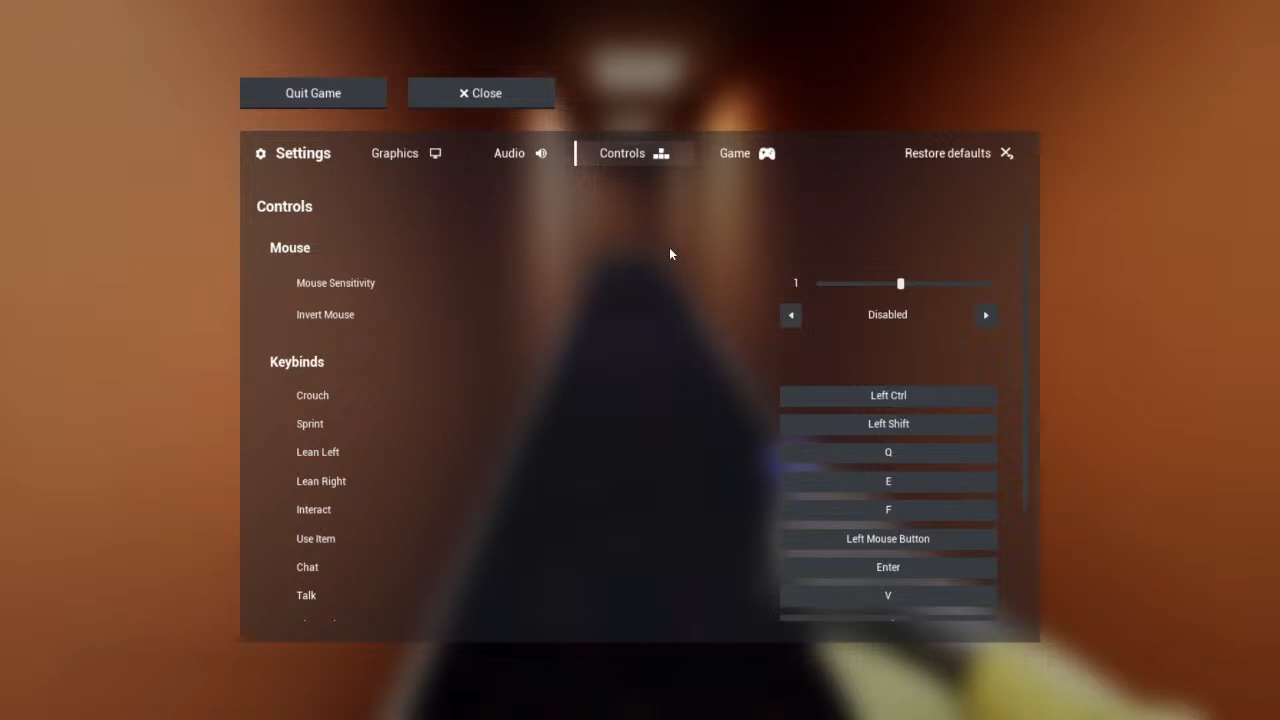 Quit Game
Close
Settings
Graphics
Audio
Controls
Game
Restore defaults
Controls
Mouse
Mouse Sensitivity
1
Invert Mouse
Disabled
Keybinds
Crouch
Left Ctrl
Sprint
Left Shift
Lean Left
Q
Lean Right
E
Interact
F
Use Item
Left Mouse Button
Chat
Enter
Talk
V